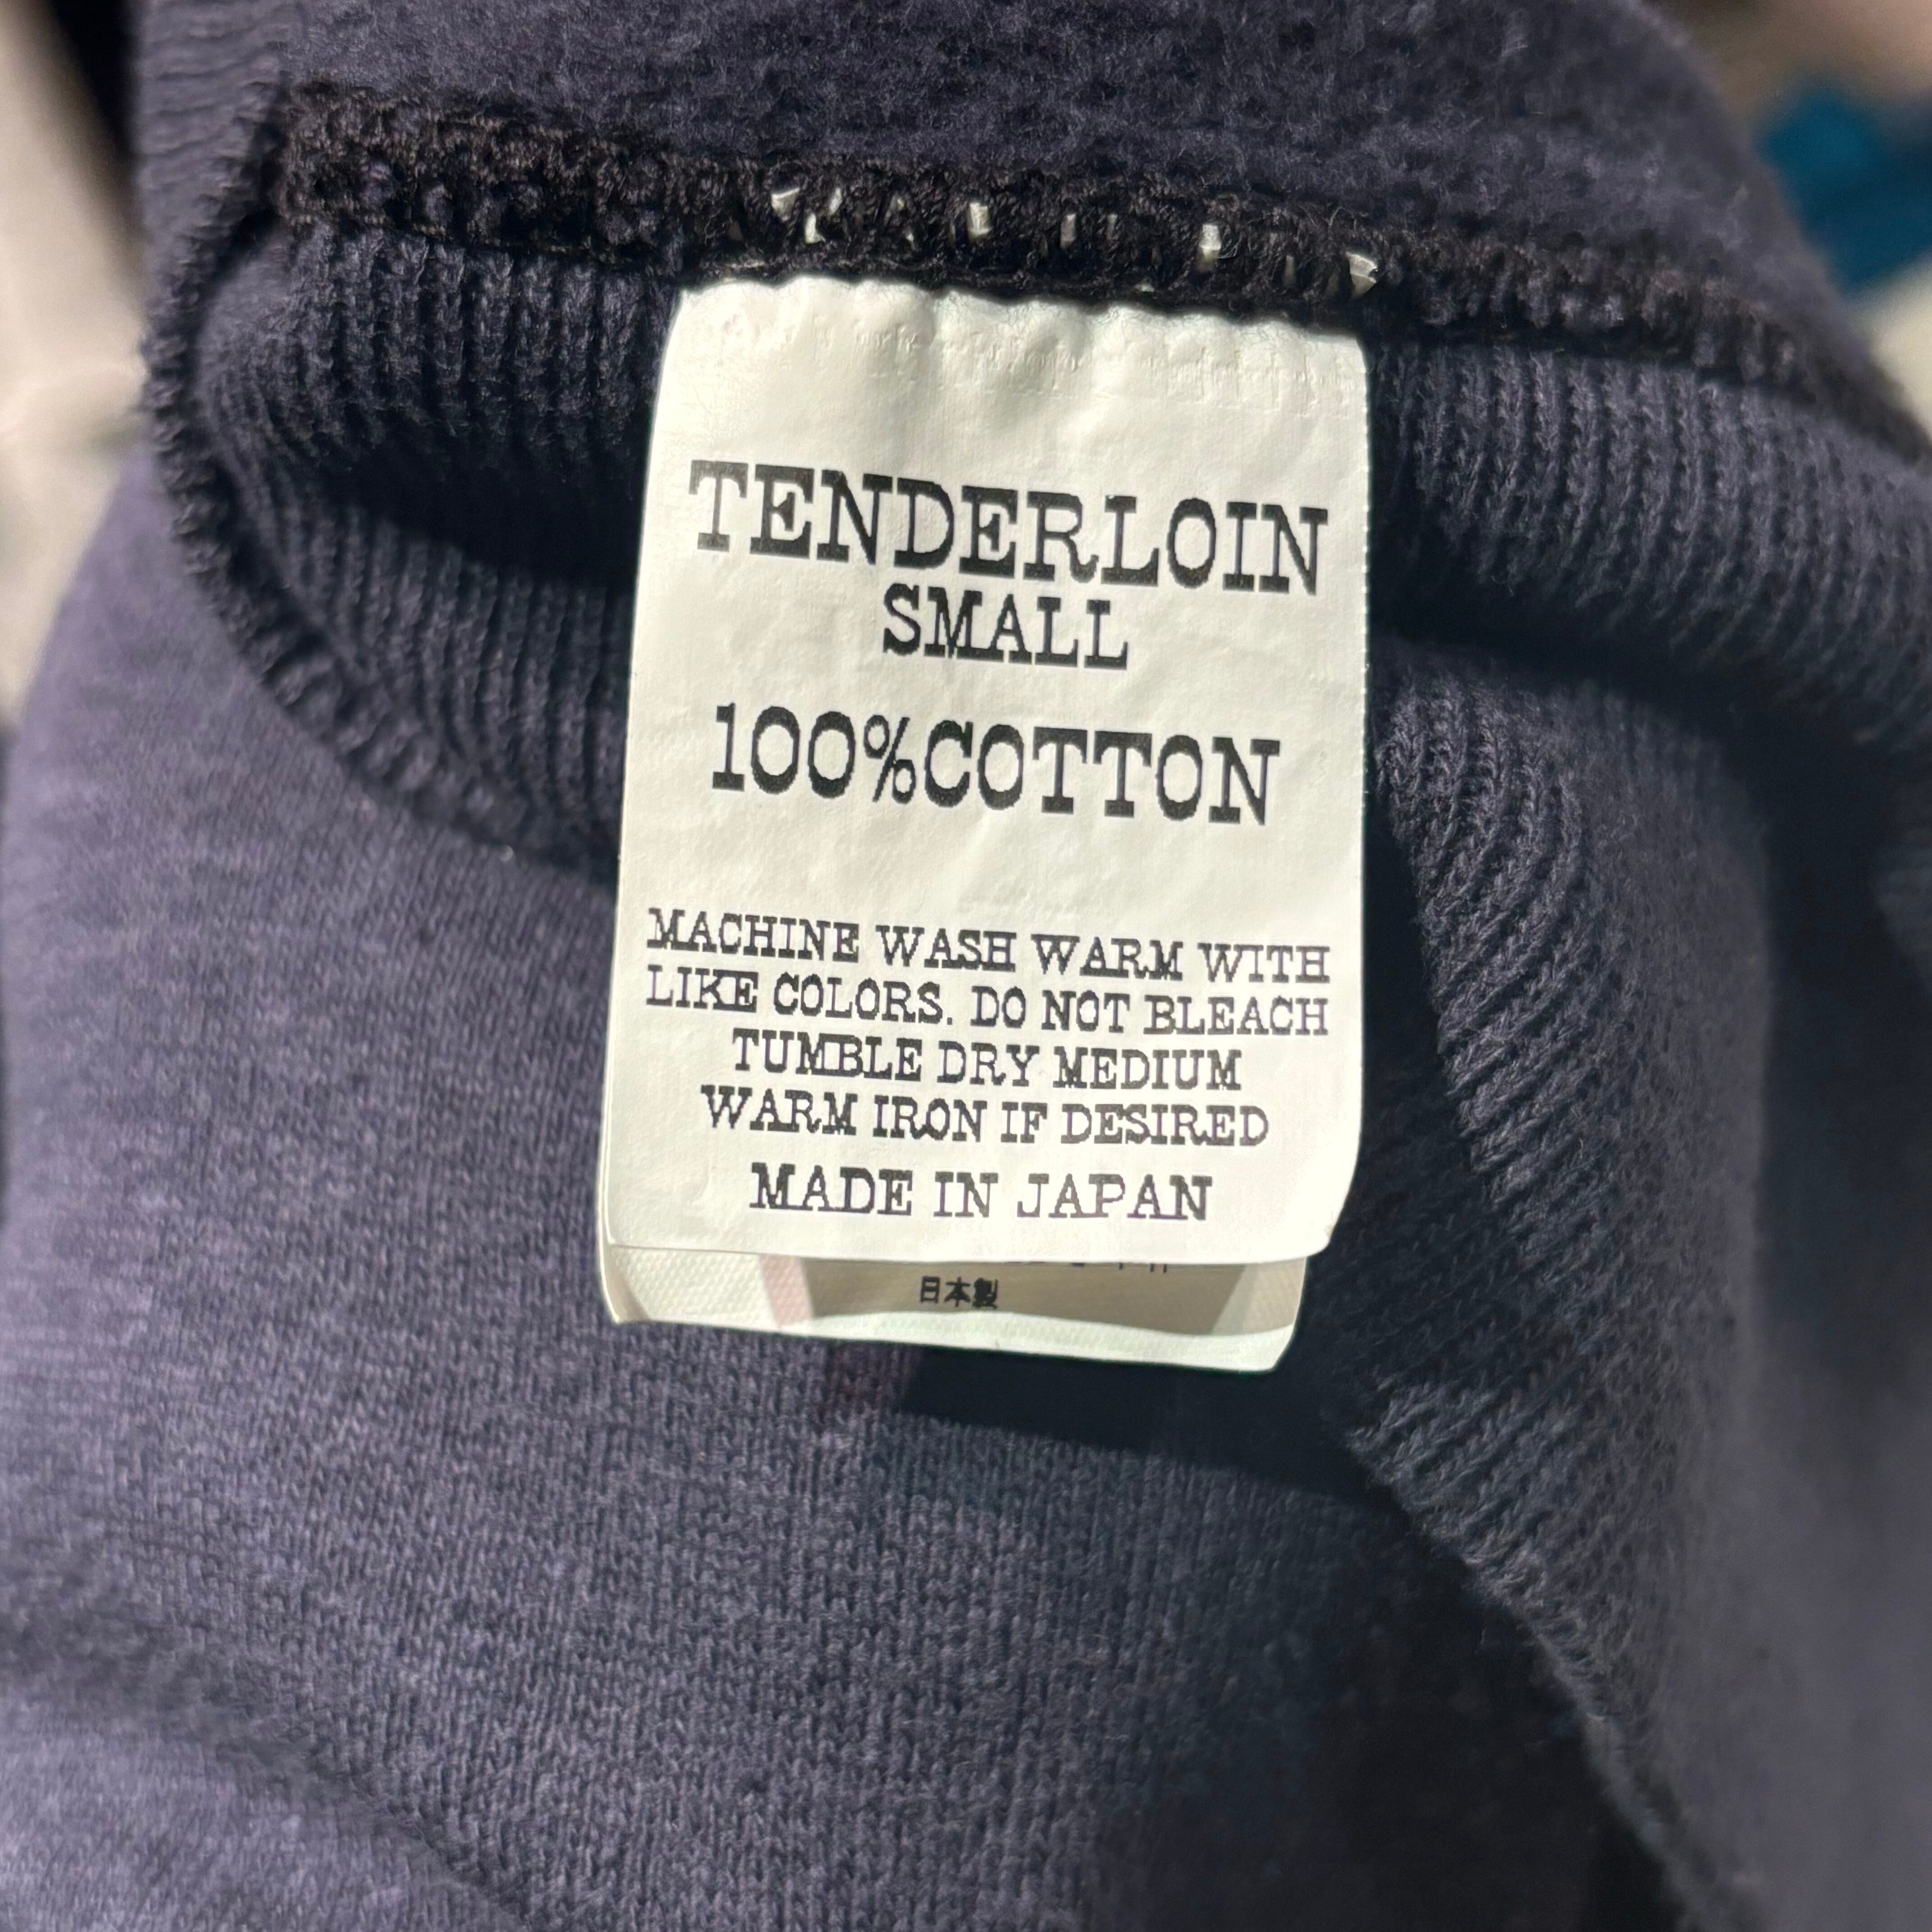 TENDERLOIN
SMALL
100%COTTON
MACHINE WASH WARM WITH
LIKE COLORS. DO NOT BLEACH
TUMBLE DRY MEDIUM
WARM IRON IF DESIRED
MADE IN JAPAN
日本製